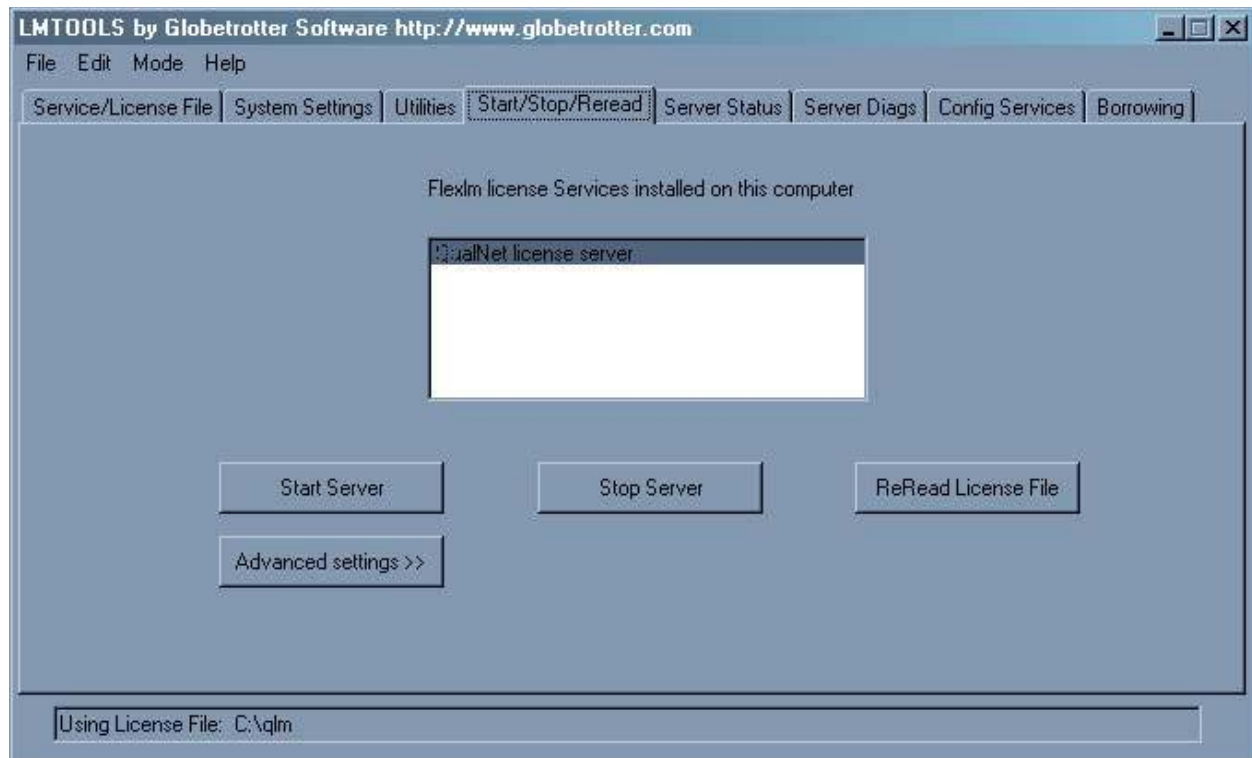 LMTOOLS by Globetrotter Software http://www.globetrotter.com
File Edit Mode Help
Service/License File System Settings Utilities Start/Stop/Reread Server Status Server Diags Config Services Borrowing
Flexlm license Services installed on this computer
QualNet license server
Start Server Stop Server ReRead License File
Advanced settings >>
Using License File: C:\qlm